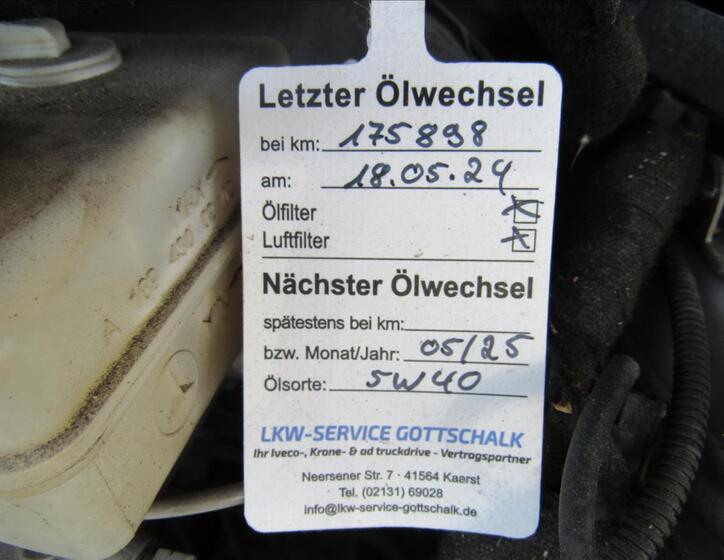 Letzter Ölwechsel
bei km: 175898
am: 18.05.24
Ölfilter
Luftfilter
Nächster Ölwechsel
spätestens bei km:
bzw. Monat/Jahr: 05/25
Ölsorte: 5W40
LKW-SERVICE GOTTSCHALK
Ihr Iveco-, Krone- & ad truckdrive - Vertragspartner
Neersener Str. 7 · 41564 Kaarst
Tel. (02131) 69028
info@lkw-service-gottschalk.de